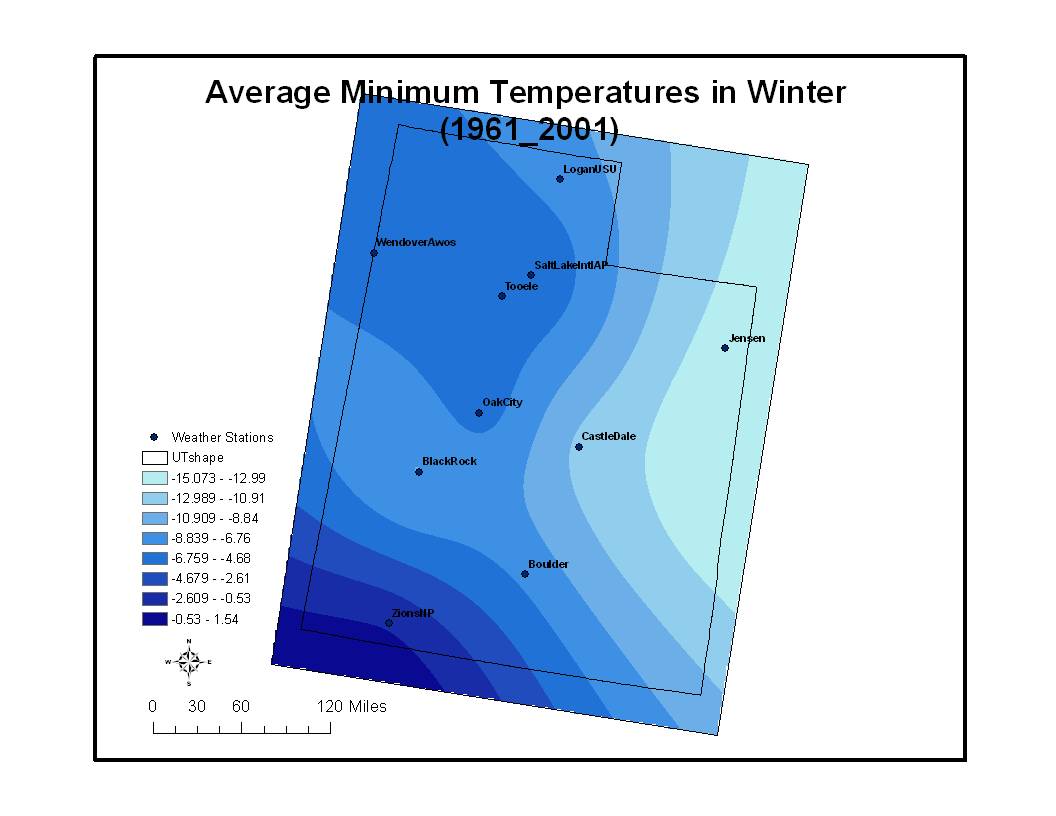 Average Minimum Temperatures in Winter
(1961_2001)
LoganUSU
WendoverAwos
SaltLakeIntlAP
Tooele
Jensen
OakCity
CastleDale
BlackRock
Boulder
ZionsNP
Weather Stations
UTshape
-15.073 - -12.99
-12.989 - -10.91
-10.909 - -8.84
-8.839 - -6.76
-6.759 - -4.68
-4.679 - -2.61
-2.609 - -0.53
-0.53 - 1.54
N
W E
S
0 30 60 120 Miles